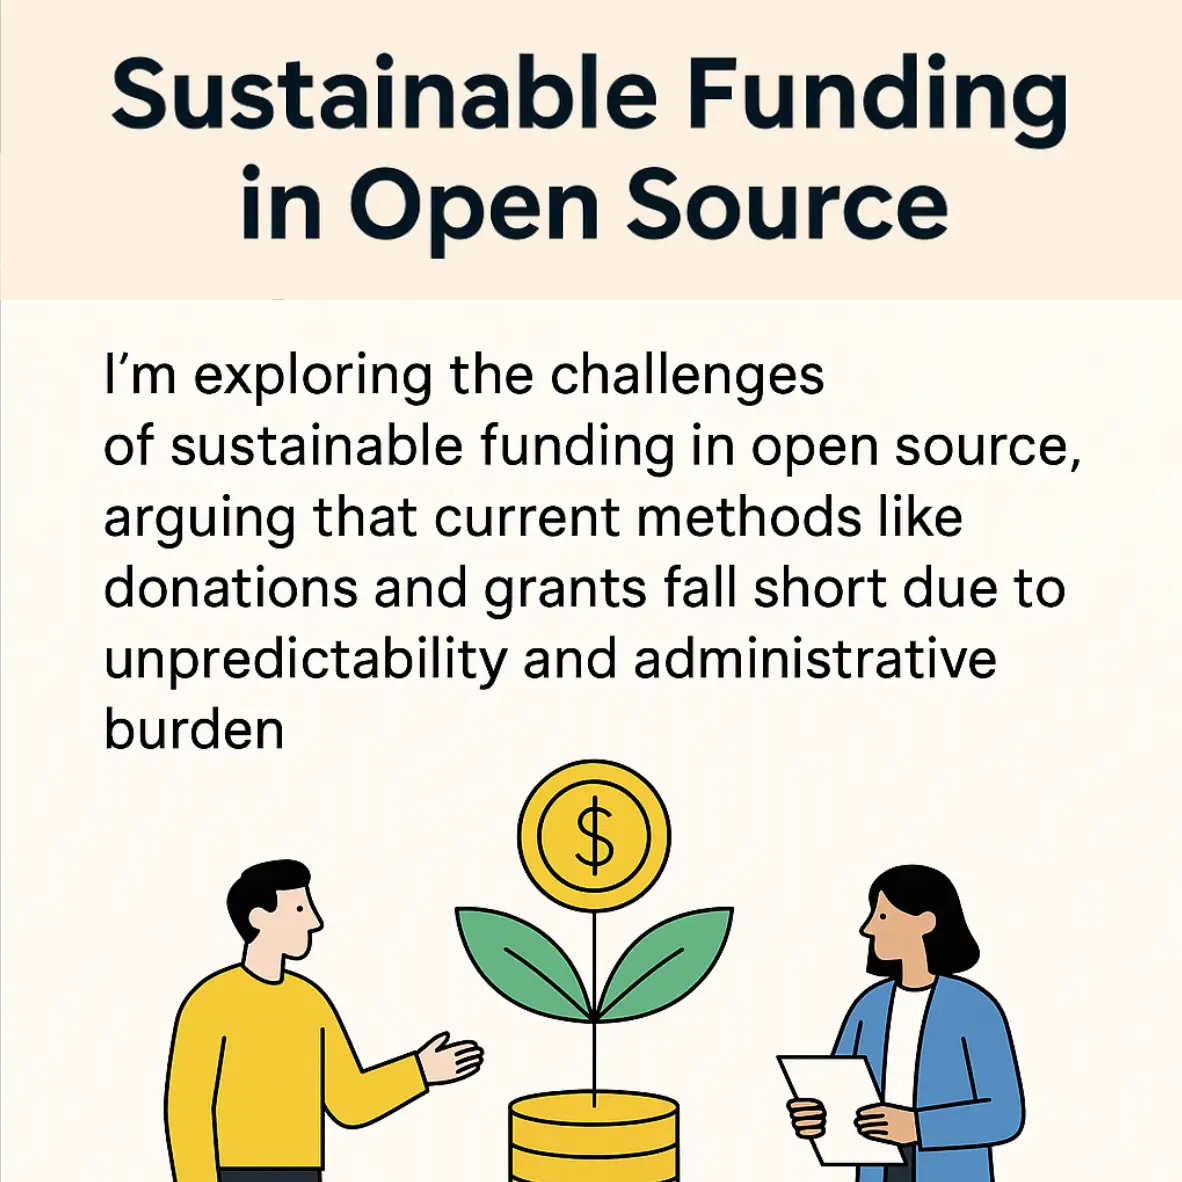 Sustainable Funding
in Open Source
I’m exploring the challenges
of sustainable funding in open source,
arguing that current methods like
donations and grants fall short due to
unpredictability and administrative
burden
$